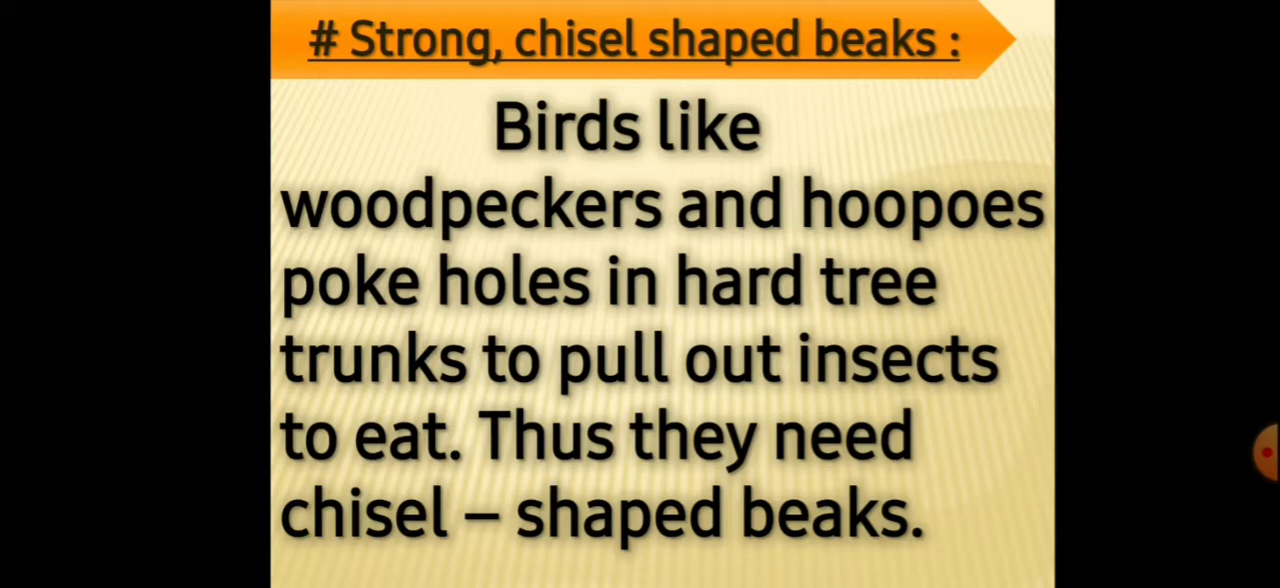 # Strong, chisel shaped beaks :
Birds like
woodpeckers and hoopoes
poke holes in hard tree
trunks to pull out insects
to eat. Thus they need
chisel – shaped beaks.